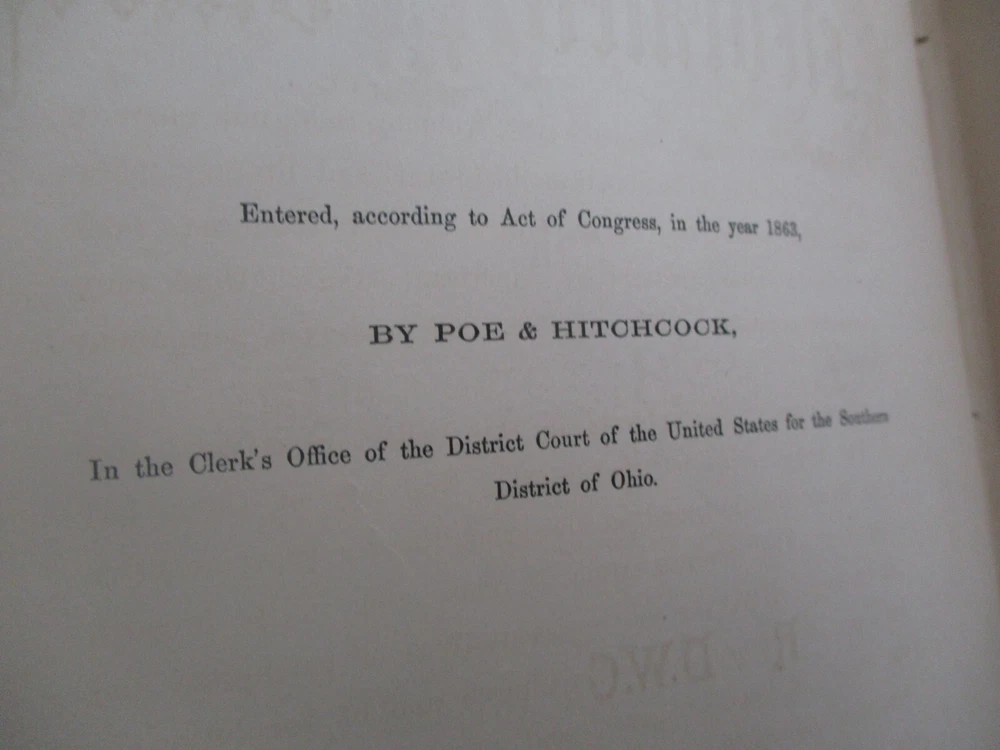 Entered, according to Act of Congress, in the year 1863,
BY POE & HITCHCOCK,
In the Clerk's Office of the District Court of the United States for the Southern
District of Ohio.